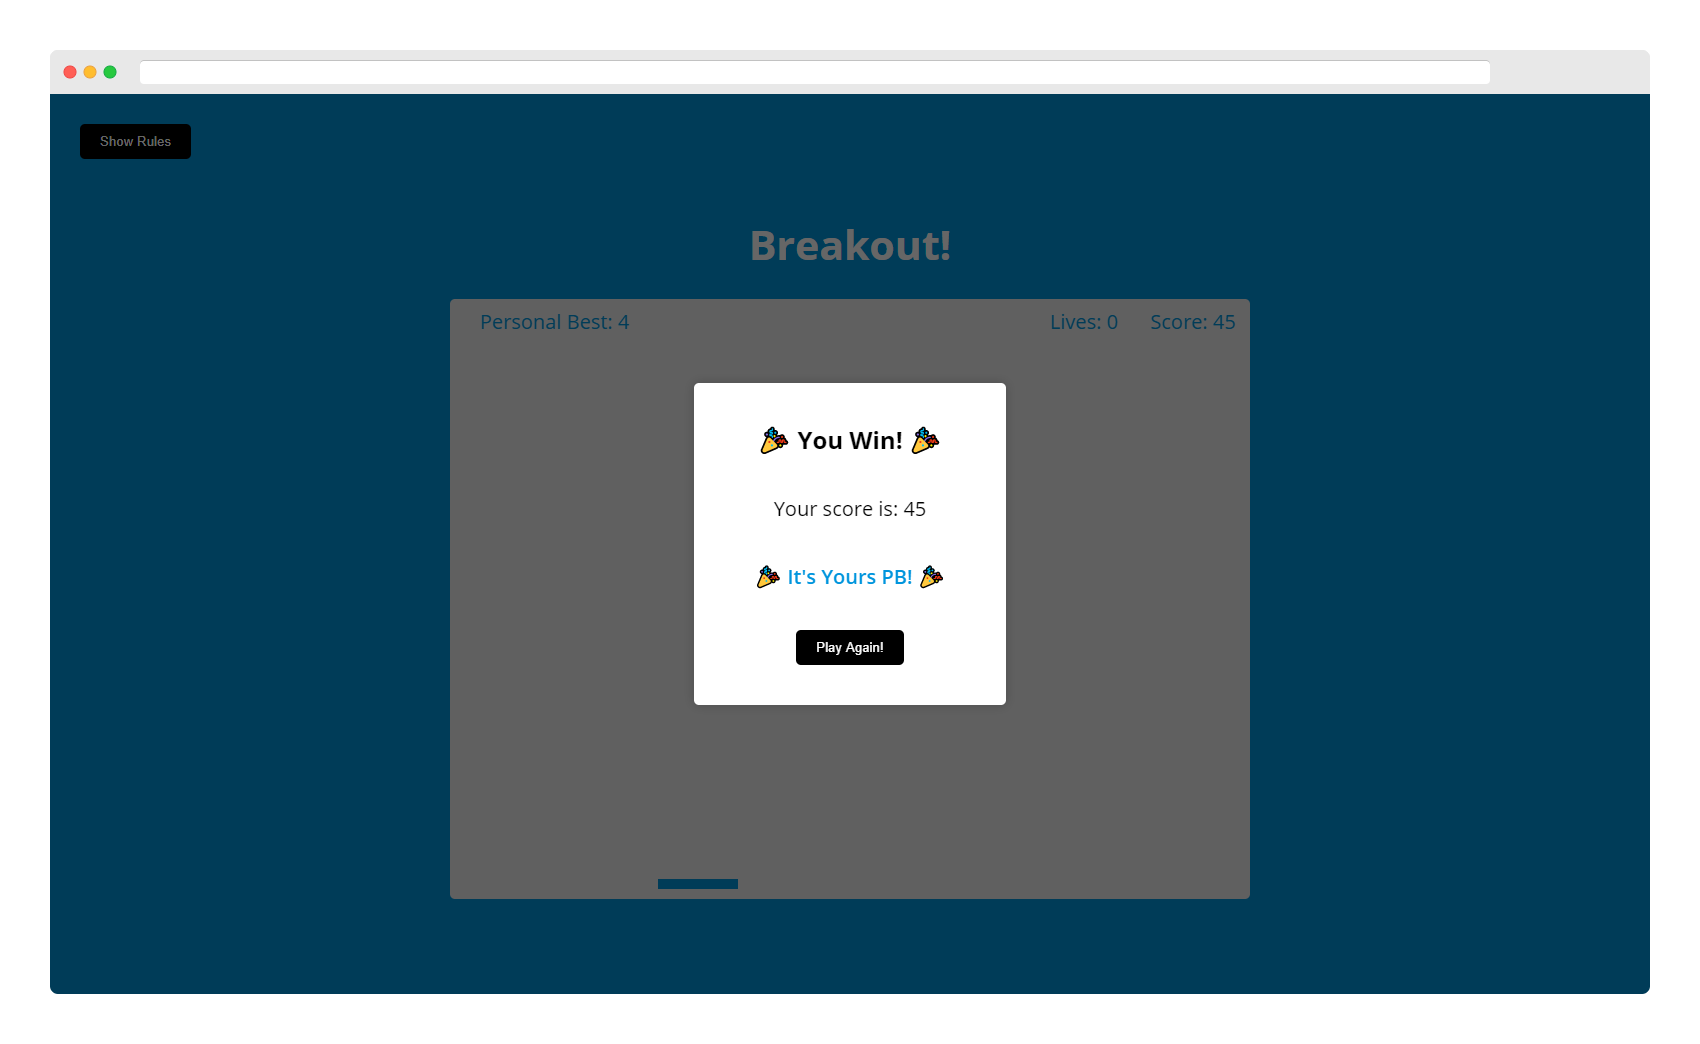 Show Rules
Breakout!
Personal Best: 4 Lives: 0 Score: 45
🎉 You Win! 🎉
Your score is: 45
🎉 It's Yours PB! 🎉
Play Again!